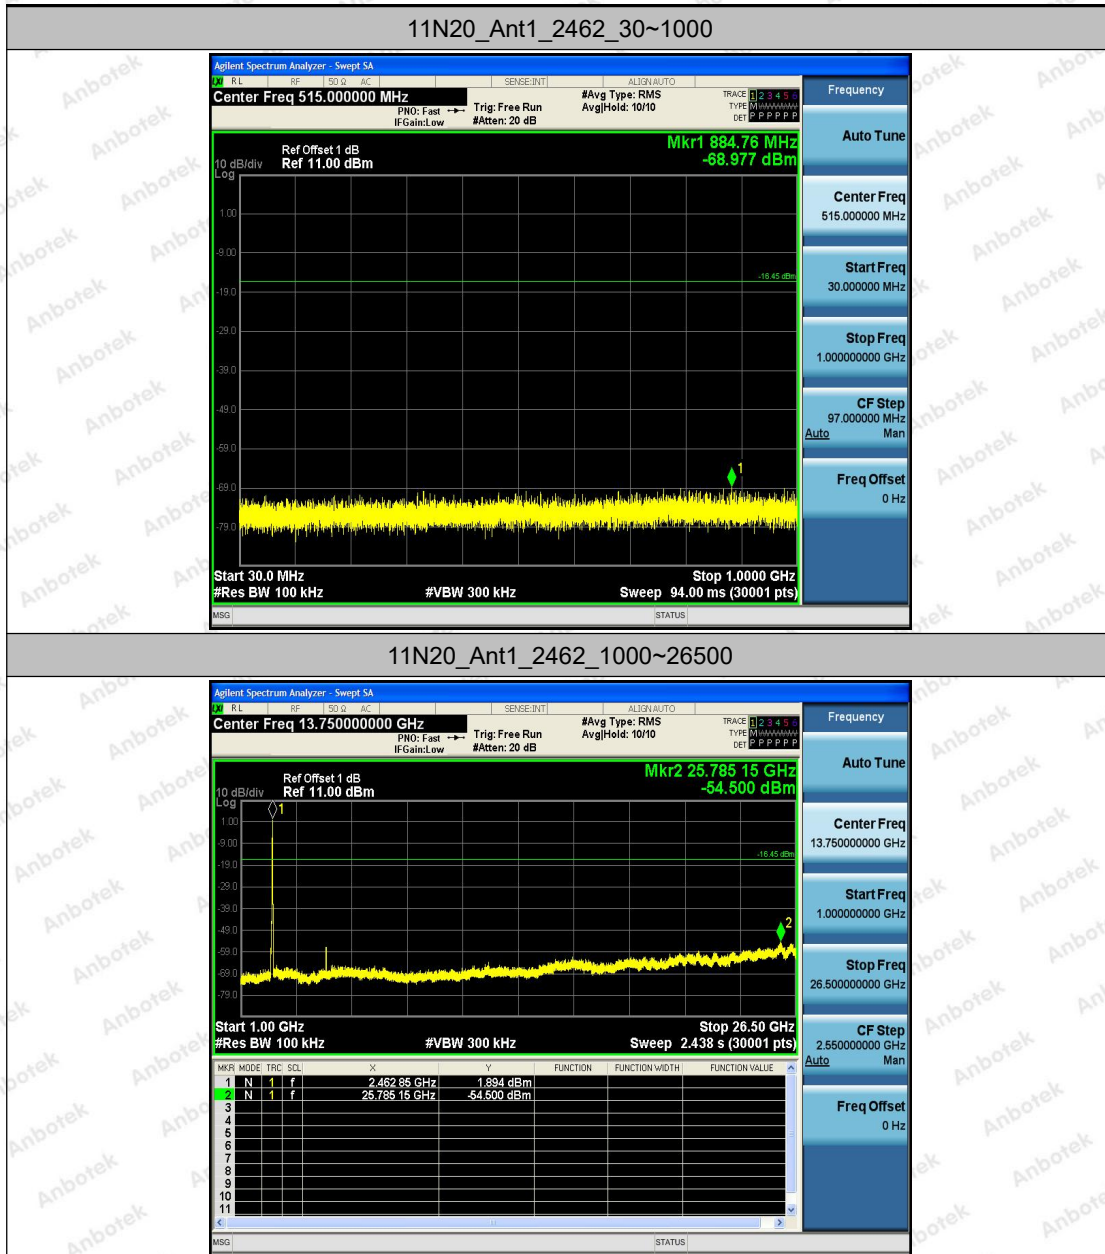 11N20_Ant1_2462_30~1000
Agilent Spectrum Analyzer - Swept SA
RL RF 50 Ω AC SENSE:INT ALIGN AUTO
Center Freq 515.000000 MHz
PNO: Fast
IFGain:Low
Trig: Free Run
#Atten: 20 dB
#Avg Type: RMS
Avg|Hold: 10/10
TRACE 1 2 3 4 5 6
TYPE M
DET P P P P P P
Frequency
Auto Tune
Center Freq
515.000000 MHz
Start Freq
30.000000 MHz
Stop Freq
1.000000000 GHz
CF Step
97.000000 MHz
Auto Man
Freq Offset
0 Hz
Mkr1 884.76 MHz
-68.977 dBm
Ref Offset 1 dB
10 dB/div Ref 11.00 dBm
Log
1.00
-9.00
-16.45 dBm
-19.0
-29.0
-39.0
-49.0
-59.0
1
-69.0
-79.0
Start 30.0 MHz Stop 1.0000 GHz
#Res BW 100 kHz #VBW 300 kHz Sweep 94.00 ms (30001 pts)
MSG STATUS
11N20_Ant1_2462_1000~26500
Agilent Spectrum Analyzer - Swept SA
RL RF 50 Ω AC SENSE:INT ALIGN AUTO
Center Freq 13.750000000 GHz
PNO: Fast
IFGain:Low
Trig: Free Run
#Atten: 20 dB
#Avg Type: RMS
Avg|Hold: 10/10
TRACE 1 2 3 4 5 6
TYPE M
DET P P P P P P
Frequency
Auto Tune
Center Freq
13.750000000 GHz
Start Freq
1.000000000 GHz
Stop Freq
26.500000000 GHz
CF Step
2.550000000 GHz
Auto Man
Freq Offset
0 Hz
Mkr2 25.785 15 GHz
-54.500 dBm
Ref Offset 1 dB
10 dB/div Ref 11.00 dBm
Log
1
1.00
-9.00
-16.45 dBm
-19.0
-29.0
-39.0
-49.0
2
-59.0
-69.0
-79.0
Start 1.00 GHz Stop 26.50 GHz
#Res BW 100 kHz #VBW 300 kHz Sweep 2.438 s (30001 pts)
MKR MODE TRC SCL X Y FUNCTION FUNCTION WIDTH FUNCTION VALUE
1 N 1 f 2.462 85 GHz 1.894 dBm
2 N 1 f 25.785 15 GHz -54.500 dBm
3
4
5
6
7
8
9
10
11
MSG STATUS